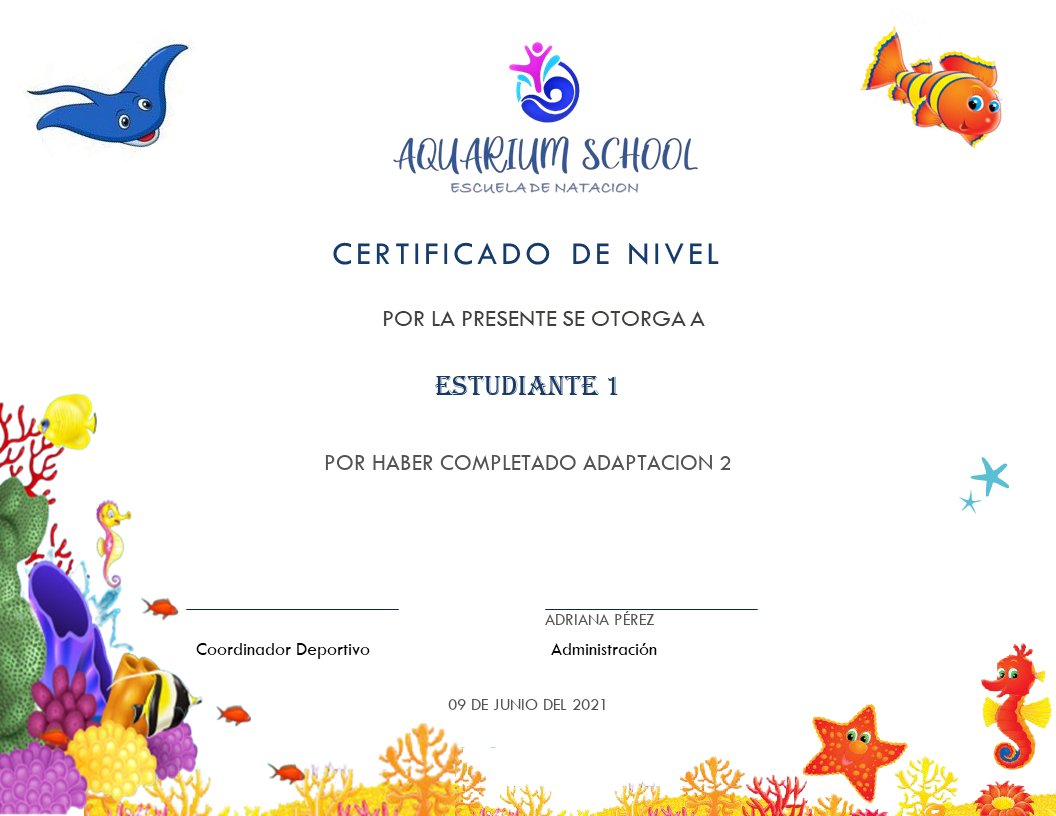 AQUARIUM SCHOOL
ESCUELA DE NATACION
CERTIFICADO DE NIVEL
POR LA PRESENTE SE OTORGA A
ESTUDIANTE 1
POR HABER COMPLETADO ADAPTACION 2
ADRIANA PÉREZ
Coordinador Deportivo Administración
09 DE JUNIO DEL 2021